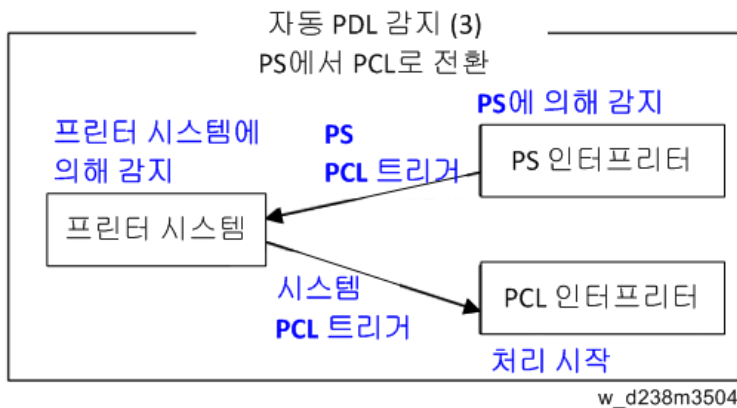 자동 PDL 감지 (3)
PS에서 PCL로 전환
PS에 의해 감지
프린터 시스템에
의해 감지
PS
PCL 트리거
PS 인터프리터
프린터 시스템
시스템
PCL 트리거
PCL 인터프리터
처리 시작
w_d238m3504